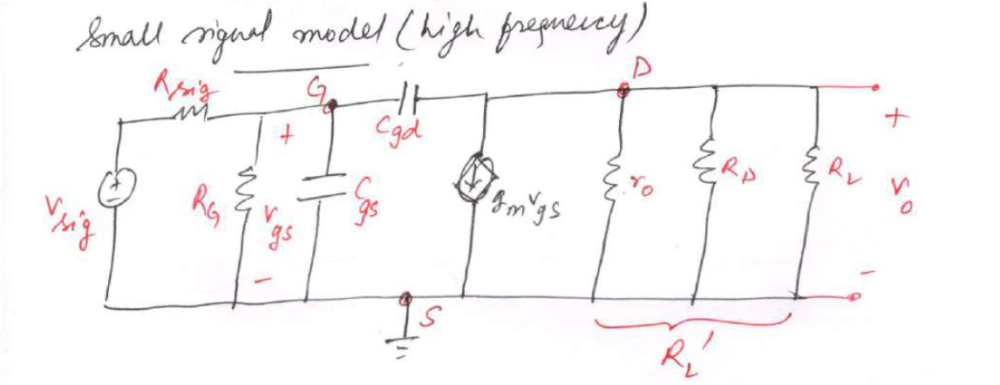 Small signal model (high frequency)
Rsig
G
Cgd
D
+
Vsig
+
-
RG
Vgs
-
Cgs
gmVgs
ro
RD
RL
+
Vo
-
S
RL'